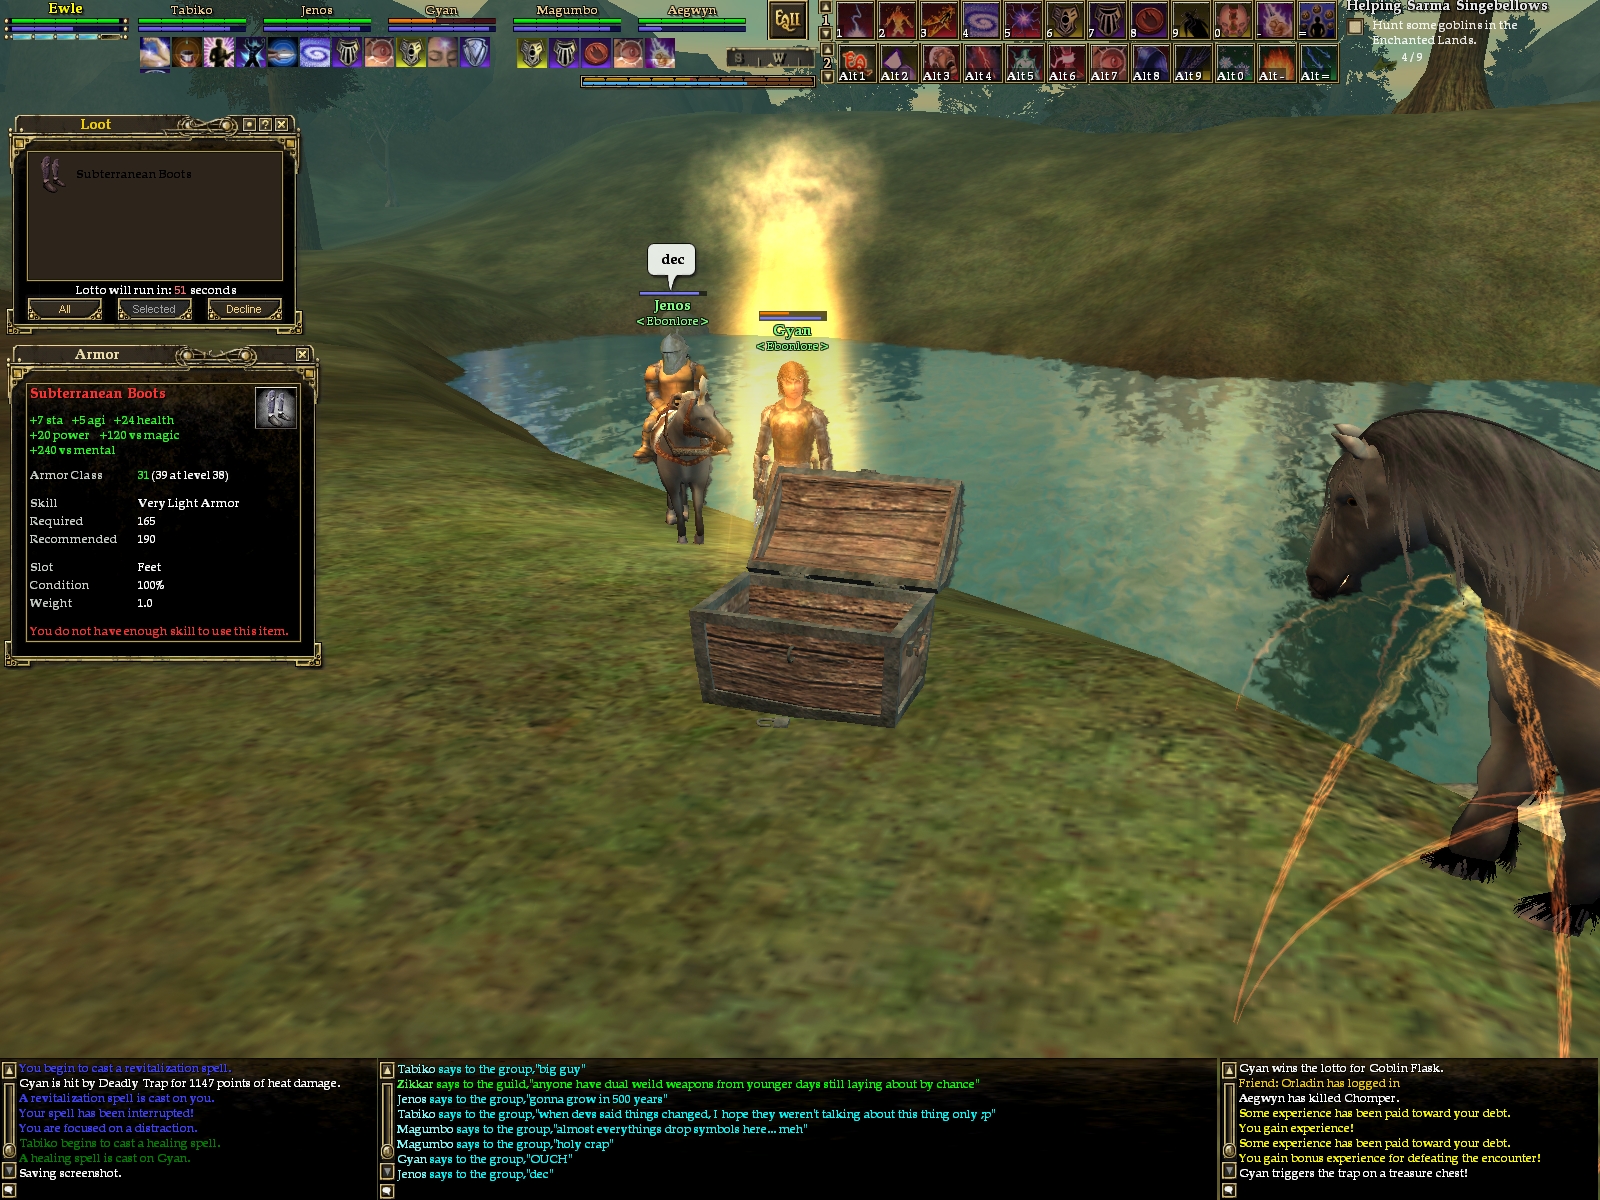 Ewle
Tabiko
Jenos
Gyan
Magumbo
Aegwyn
EQII
S W
1
1 2 3 4 5 6 7 8 9 0 - =
2
Alt1 Alt2 Alt3 Alt4 Alt5 Alt6 Alt7 Alt8 Alt9 Alt0 Alt- Alt=
Helping Sarma Singebellows
Hunt some goblins in the
Enchanted Lands.
4/9
Loot
?
Subterranean Boots
Lotto will run in: 51 seconds
All
Selected
Decline
Armor
Subterranean Boots
+7 sta +5 agi +24 health
+20 power +120 vs magic
+240 vs mental
Armor Class 31 (39 at level 38)
Skill Very Light Armor
Required 165
Recommended 190
Slot Feet
Condition 100%
Weight 1.0
You do not have enough skill to use this item.
dec
Jenos
<Ebonlore>
Gyan
<Ebonlore>
You begin to cast a revitalization spell.
Gyan is hit by Deadly Trap for 1147 points of heat damage.
A revitalization spell is cast on you.
Your spell has been interrupted!
You are focused on a distraction.
Tabiko begins to cast a healing spell.
A healing spell is cast on Gyan.
Saving screenshot.
Tabiko says to the group,"big guy"
Zikkar says to the guild,"anyone have dual weild weapons from younger days still laying about by chance"
Jenos says to the group,"gonna grow in 500 years"
Tabiko says to the group,"when devs said things changed, I hope they weren't talking about this thing only ;p"
Magumbo says to the group,"almost everythings drop symbols here... meh"
Magumbo says to the group,"holy crap"
Gyan says to the group,"OUCH"
Jenos says to the group,"dec"
Gyan wins the lotto for Goblin Flask.
Friend: Orladin has logged in
Aegwyn has killed Chomper.
Some experience has been paid toward your debt.
You gain experience!
Some experience has been paid toward your debt.
You gain bonus experience for defeating the encounter!
Gyan triggers the trap on a treasure chest!